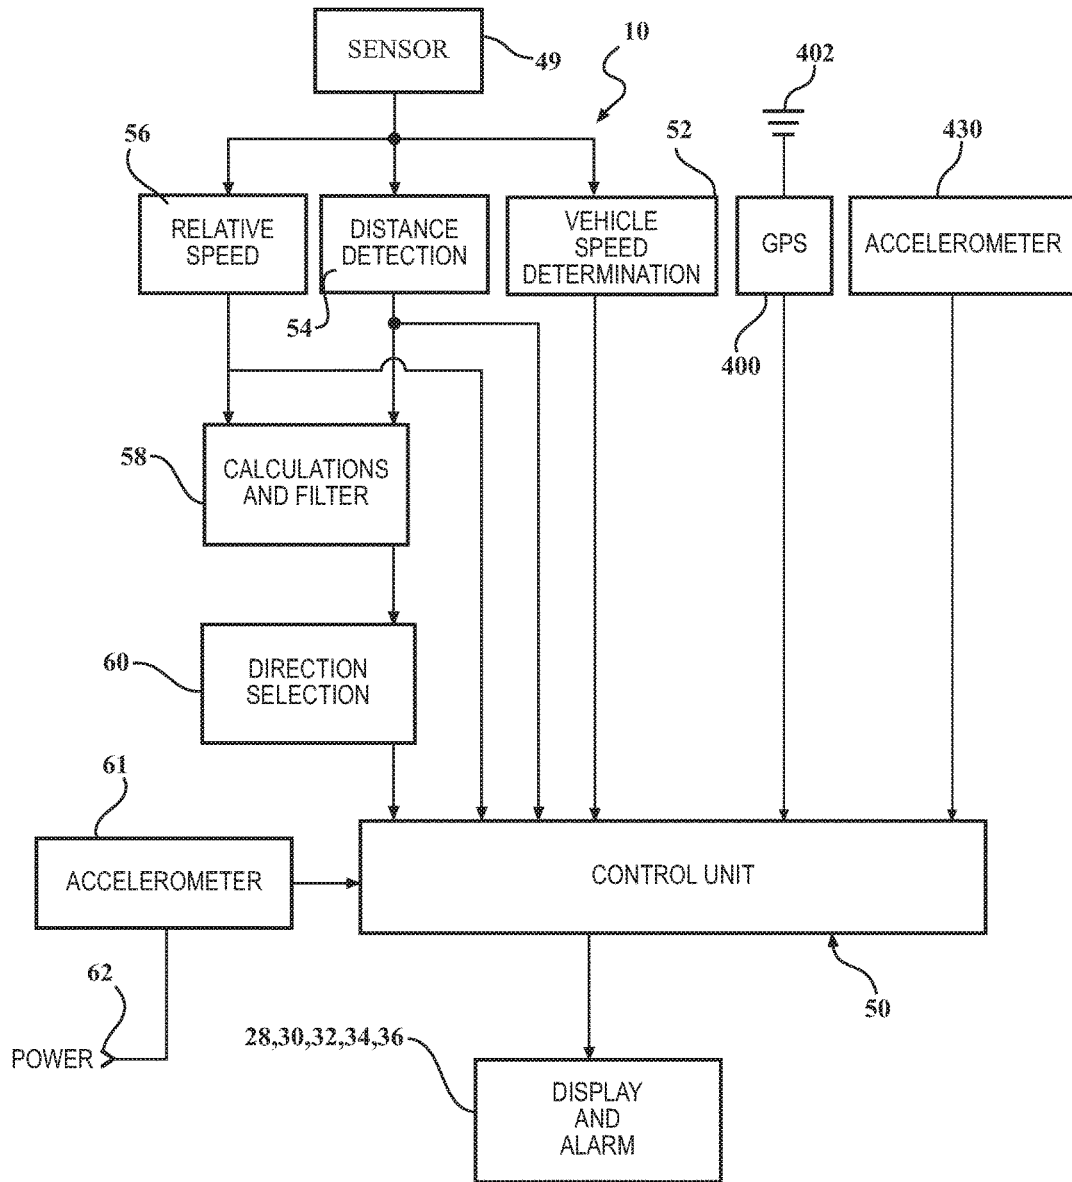 SENSOR
49
10
402
56
52
430
RELATIVE
SPEED
DISTANCE
DETECTION
VEHICLE
SPEED
DETERMINATION
GPS
ACCELEROMETER
54
400
58
CALCULATIONS
AND FILTER
60
DIRECTION
SELECTION
61
ACCELEROMETER
CONTROL UNIT
62
50
POWER
28,30,32,34,36
DISPLAY
AND
ALARM